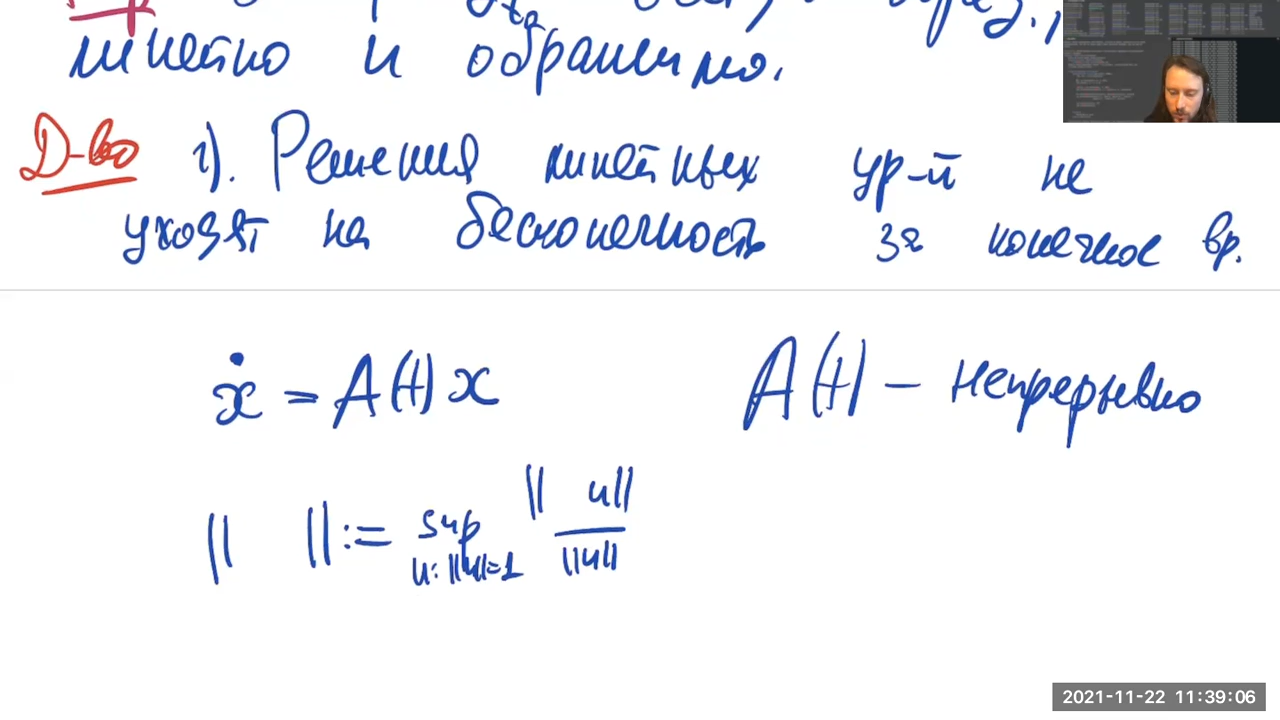 линейно и обратимо.
Д-во 1). Решения линейных ур-й не
уходят на бесконечность за конечное вр.
ẋ = A(t)x A(t) – непрерывно
‖ ‖ := sup u: ‖u‖=1 ‖ u‖ / ‖u‖
2021-11-22 11:39:06